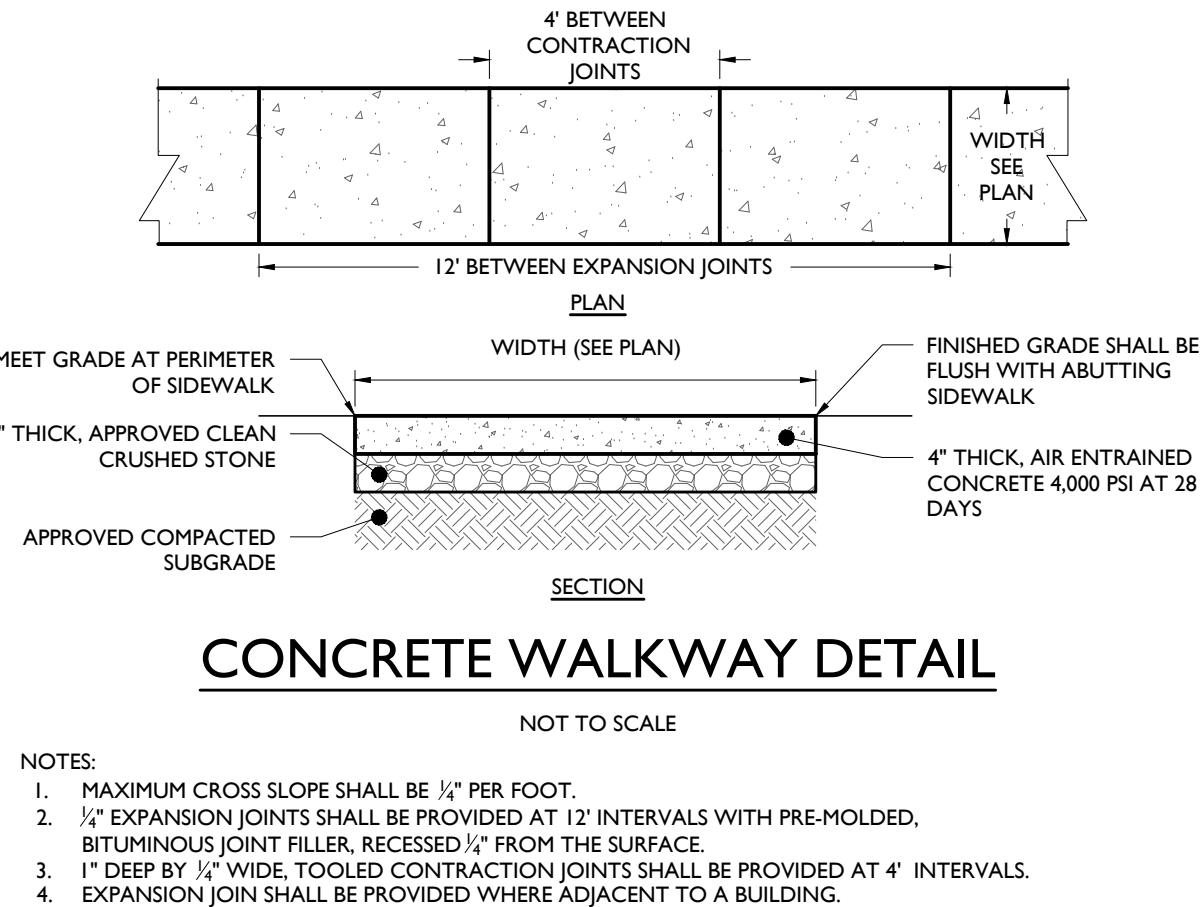 4' BETWEEN
CONTRACTION
JOINTS
WIDTH
SEE
PLAN
12' BETWEEN EXPANSION JOINTS
PLAN
MEET GRADE AT PERIMETER
OF SIDEWALK
WIDTH (SEE PLAN)
FINISHED GRADE SHALL BE
FLUSH WITH ABUTTING
SIDEWALK
" THICK, APPROVED CLEAN
CRUSHED STONE
4" THICK, AIR ENTRAINED
CONCRETE 4,000 PSI AT 28
DAYS
APPROVED COMPACTED
SUBGRADE
SECTION
CONCRETE WALKWAY DETAIL
NOT TO SCALE
NOTES:
1. MAXIMUM CROSS SLOPE SHALL BE ¼" PER FOOT.
2. ¼" EXPANSION JOINTS SHALL BE PROVIDED AT 12' INTERVALS WITH PRE-MOLDED,
BITUMINOUS JOINT FILLER, RECESSED ¼" FROM THE SURFACE.
3. 1" DEEP BY ¼" WIDE, TOOLED CONTRACTION JOINTS SHALL BE PROVIDED AT 4' INTERVALS.
4. EXPANSION JOIN SHALL BE PROVIDED WHERE ADJACENT TO A BUILDING.